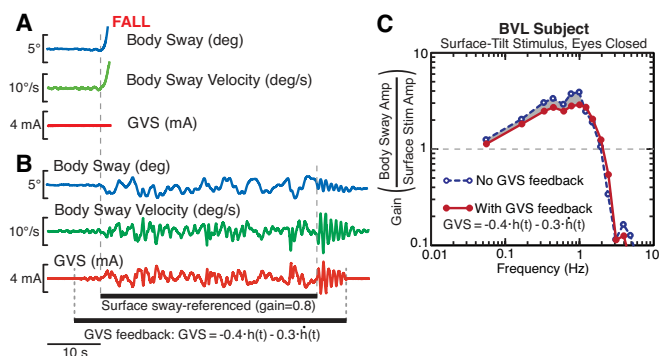 A
FALL
5°
Body Sway (deg)
10°/s
Body Sway Velocity (deg/s)
4 mA
GVS (mA)
B
Body Sway (deg)
5°
Body Sway Velocity (deg/s)
10°/s
GVS (mA)
4 mA
Surface sway-referenced (gain=0.8)
GVS feedback: GVS = -0.4·h(t) - 0.3·ḣ(t)
10 s
C
BVL Subject
Surface-Tilt Stimulus, Eyes Closed
10
1
0.1
Gain (Body Sway Amp / Surface Stim Amp)
No GVS feedback
With GVS feedback
GVS = -0.4·h(t) - 0.3·ḣ(t)
0.01 0.1 1 10
Frequency (Hz)